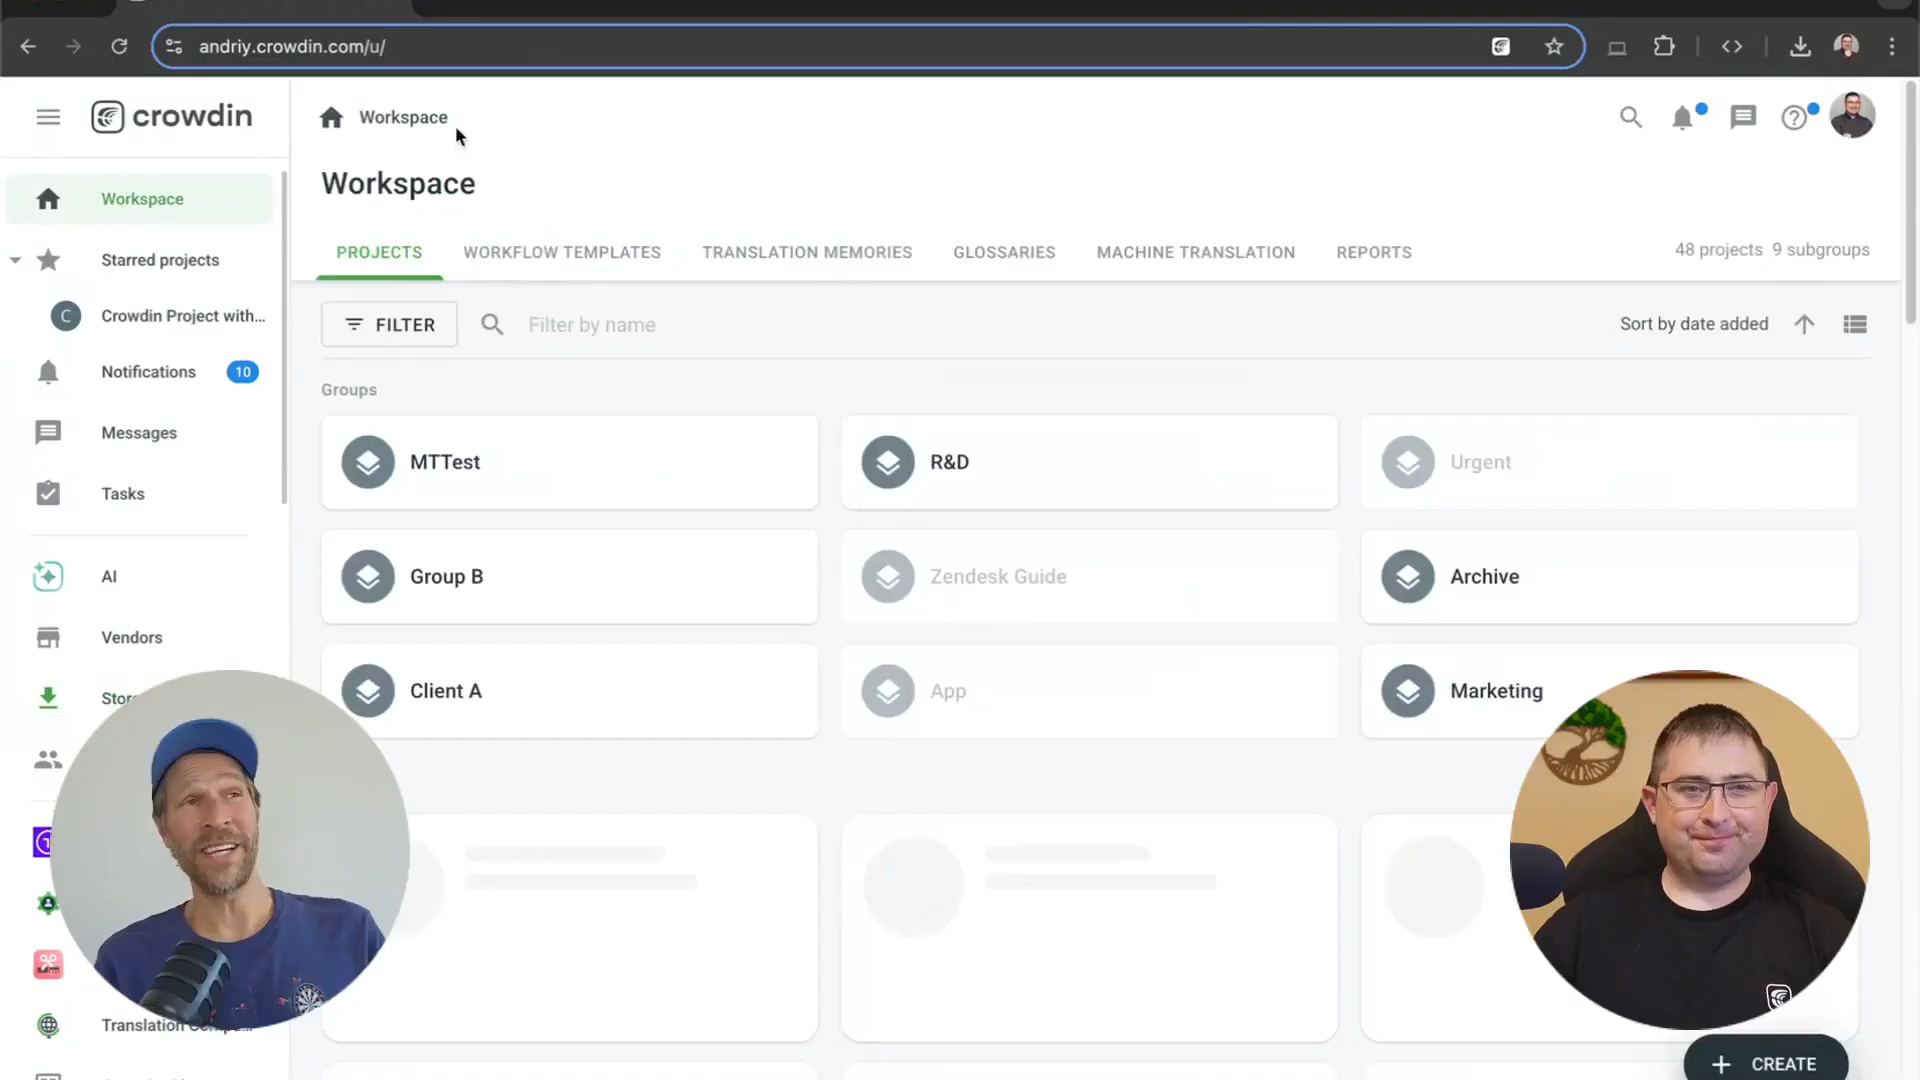 andriy.crowdin.com/u/
crowdin
Workspace
Workspace
Workspace
Starred projects
C
Crowdin Project with...
Notifications
10
Messages
Tasks
AI
Vendors
PROJECTS
WORKFLOW TEMPLATES
TRANSLATION MEMORIES
GLOSSARIES
MACHINE TRANSLATION
REPORTS
48 projects 9 subgroups
FILTER
Filter by name
Sort by date added
Groups
MTTest
R&D
Urgent
Group B
Zendesk Guide
Archive
Client A
App
Marketing
Translation
CREATE